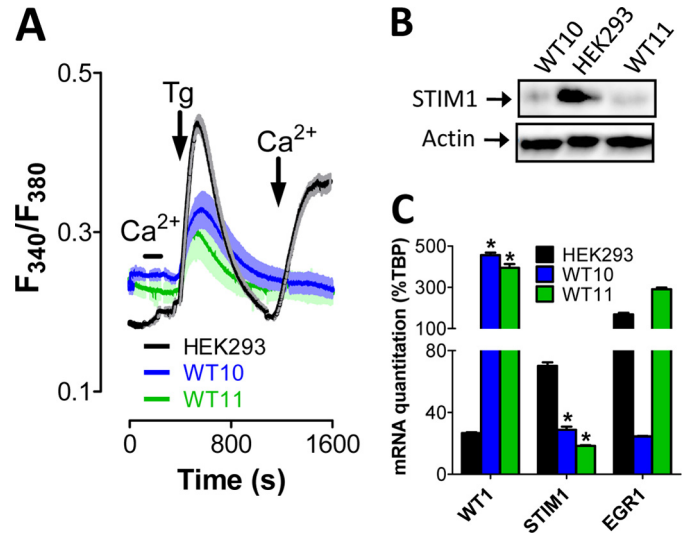 A
F340/F380
0.5
0.3
0.1
Tg
Ca2+
Ca2+
HEK293
WT10
WT11
0
800
1600
Time (s)
B
WT10
HEK293
WT11
STIM1
Actin
C
mRNA quantitation (%TBP)
500
300
100
80
40
0
HEK293
WT10
WT11
*
*
*
*
WT1
STIM1
EGR1